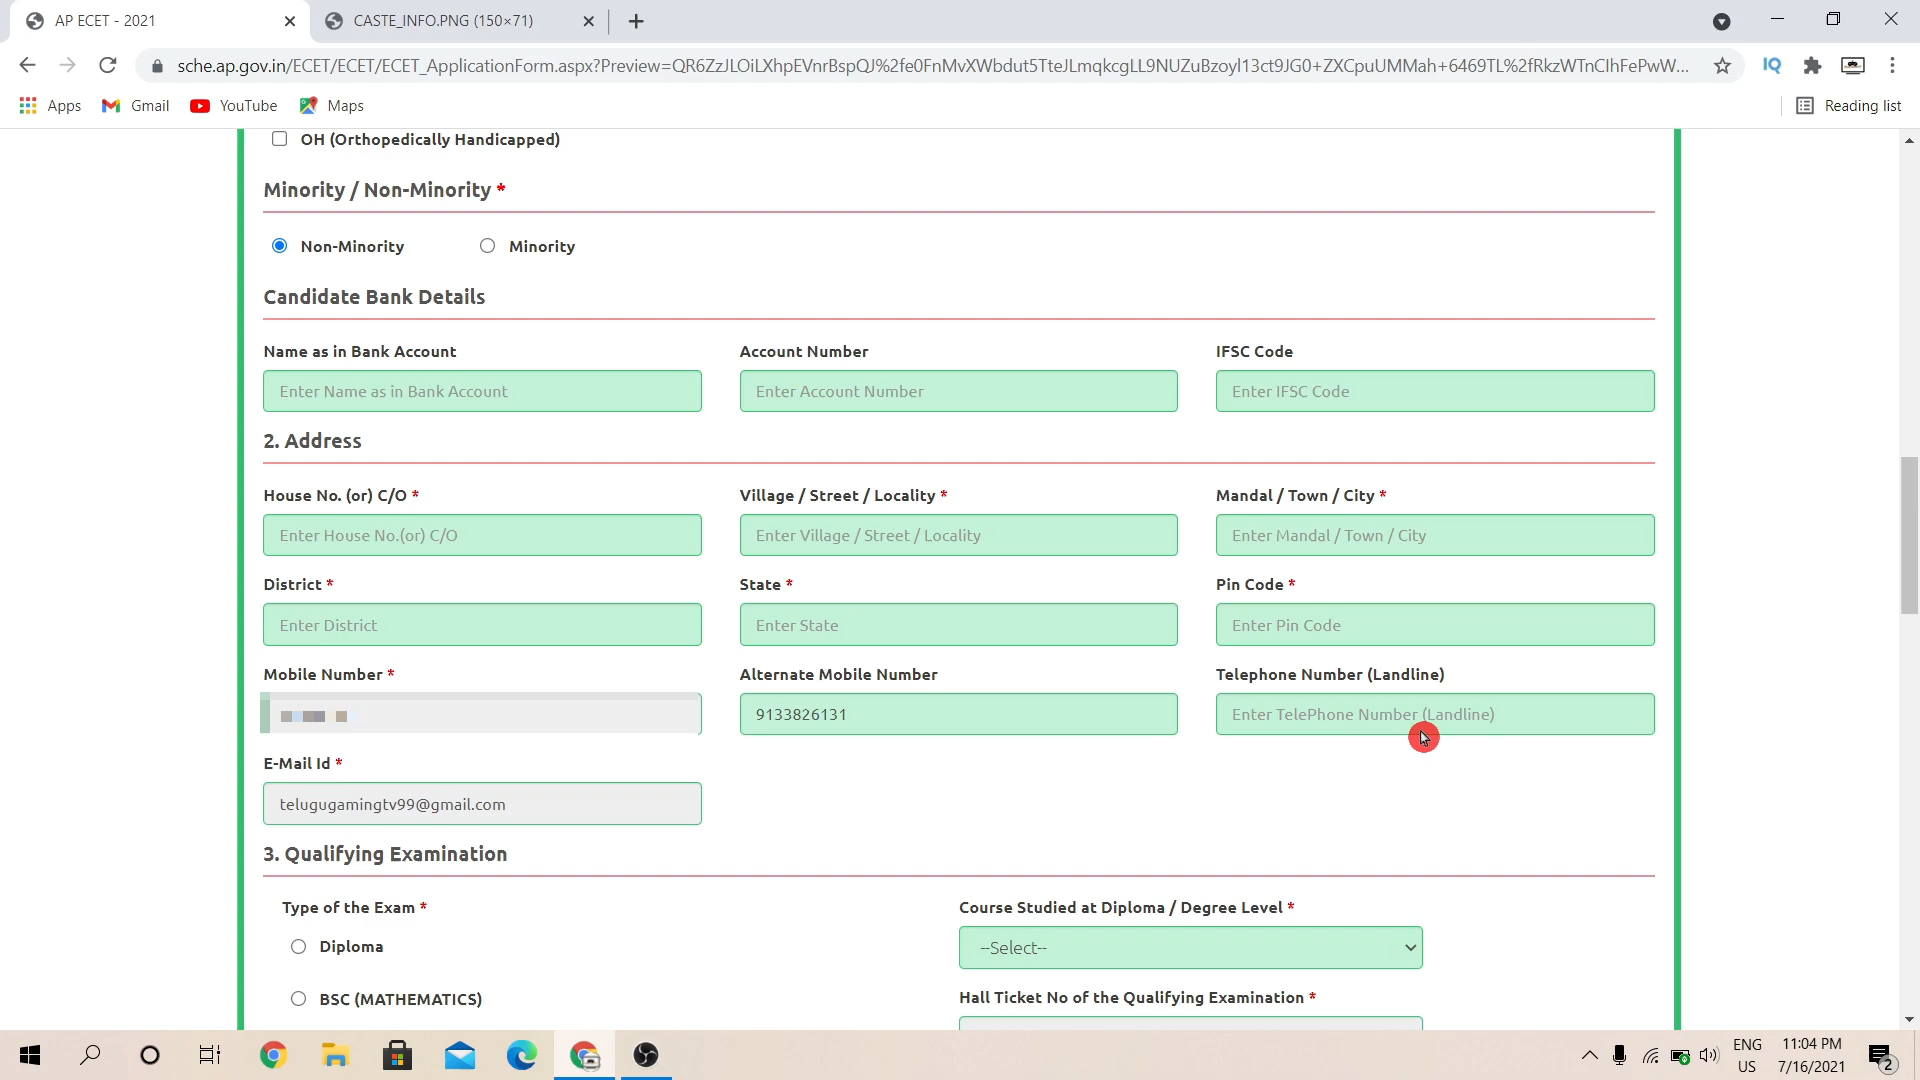 AP ECET - 2021
CASTE_INFO.PNG (150×71)
sche.ap.gov.in/ECET/ECET/ECET_ApplicationForm.aspx?Preview=QR6ZzJLOiLXhpEVnrBspQJ%2fe0FnMvXWbdut5TteJLmqkcgLL9NUZuBzoyl13ct9JG0+ZXCpuUMMah+6469TL%2fRkzWTnCIhFePwW...
IQ
Apps Gmail YouTube Maps Reading list
OH (Orthopedically Handicapped)
Minority / Non-Minority *
Non-Minority Minority
Candidate Bank Details
Name as in Bank Account Account Number IFSC Code
Enter Name as in Bank Account Enter Account Number Enter IFSC Code
2. Address
House No. (or) C/O * Village / Street / Locality * Mandal / Town / City *
Enter House No.(or) C/O Enter Village / Street / Locality Enter Mandal / Town / City
District * State * Pin Code *
Enter District Enter State Enter Pin Code
Mobile Number * Alternate Mobile Number Telephone Number (Landline)
9133826131 Enter TelePhone Number (Landline)
E-Mail Id *
telugugamingtv99@gmail.com
3. Qualifying Examination
Type of the Exam * Course Studied at Diploma / Degree Level *
Diploma --Select--
BSC (MATHEMATICS) Hall Ticket No of the Qualifying Examination *
ENG 11:04 PM
US 7/16/2021 2